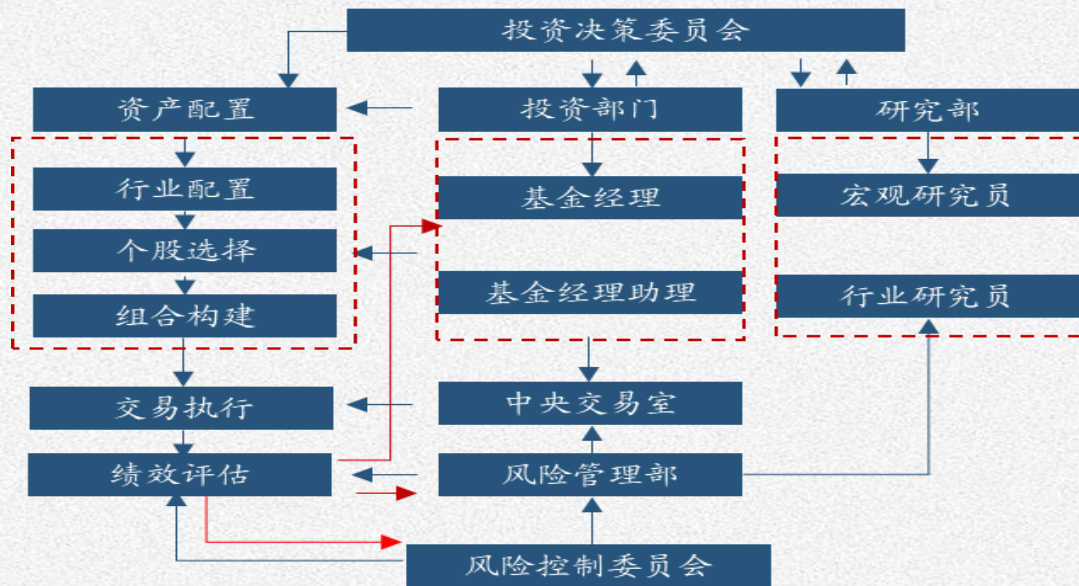 投资决策委员会
资产配置
投资部门
研究部
行业配置
基金经理
宏观研究员
个股选择
基金经理助理
行业研究员
组合构建
交易执行
中央交易室
绩效评估
风险管理部
风险控制委员会